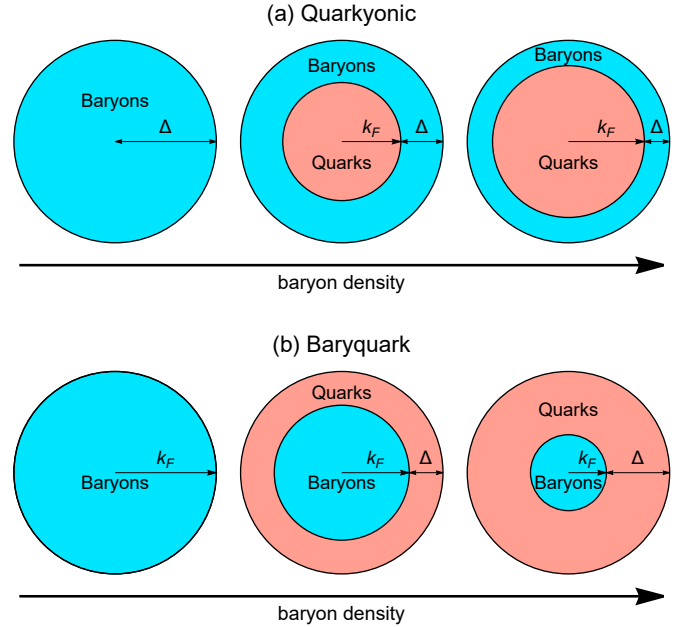 (a) Quarkyonic
Baryons
Δ
Baryons
k_F
Δ
Quarks
Baryons
k_F
Δ
Quarks
baryon density
(b) Baryquark
k_F
Baryons
Quarks
k_F
Δ
Baryons
Quarks
k_F
Δ
Baryons
baryon density